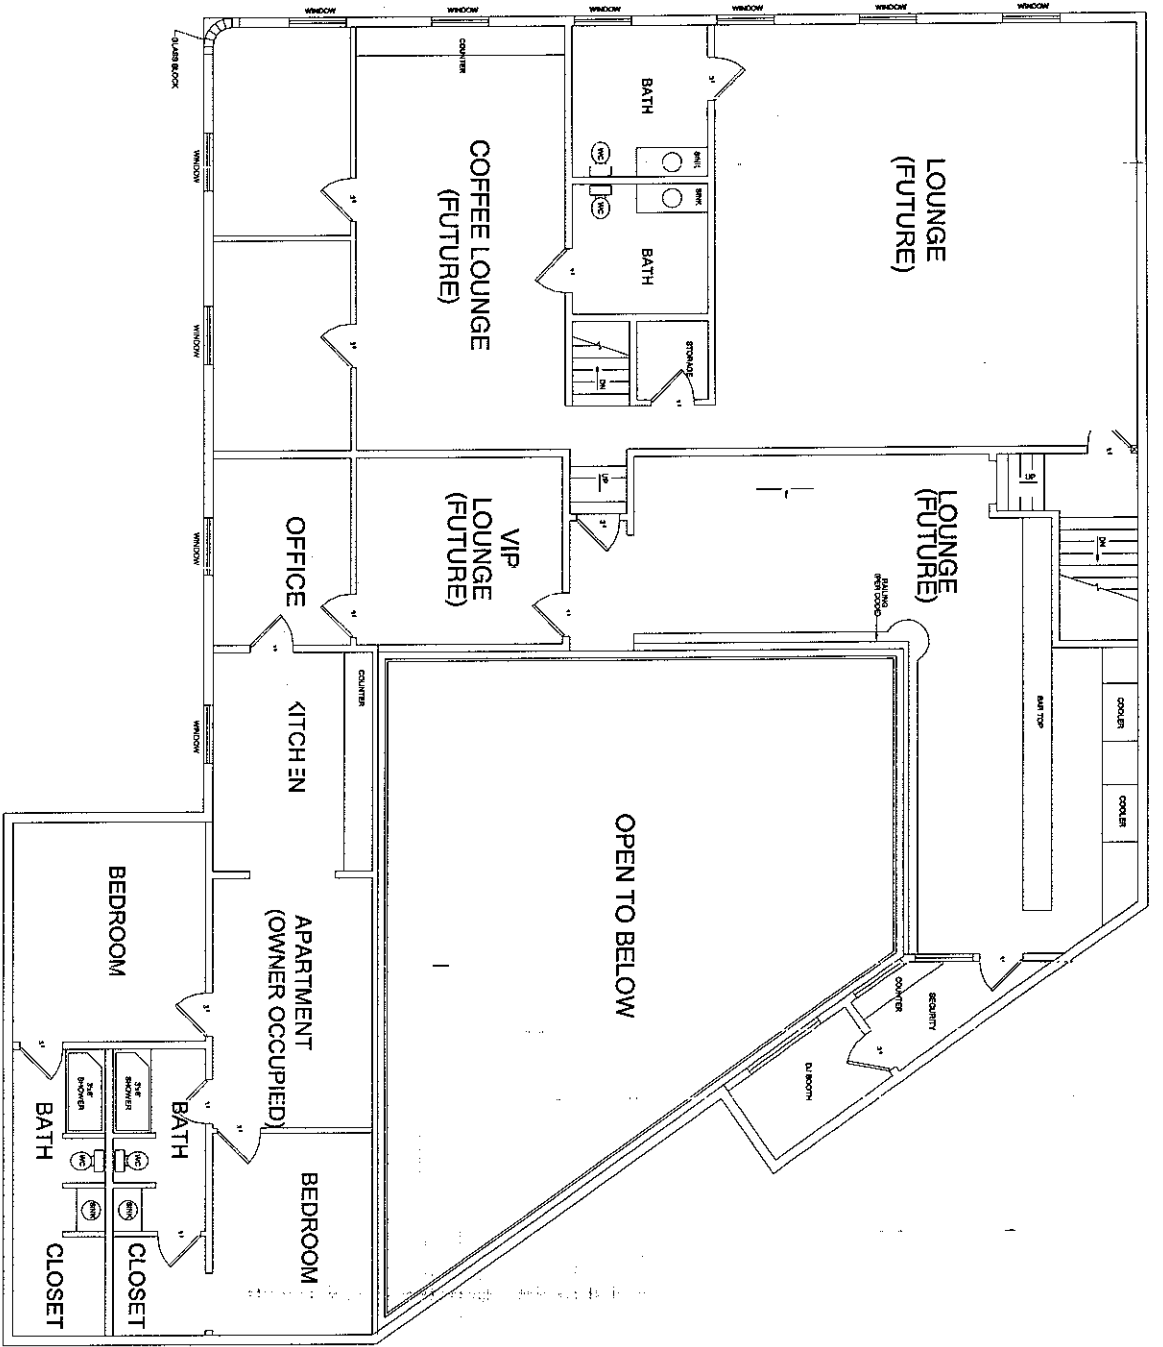 WINDOW
COOLER
COOLER
DN
UP
BAR TOP
LOUNGE
(FUTURE)
WINDOW
LOUNGE
(FUTURE)
SECURITY
COUNTER
RAILING
(PER CODE)
DJ BOOTH
WINDOW
SINK
SINK
STORAGE
BATH
BATH
WC
WC
DN
UP
OPEN TO BELOW
WINDOW
WINDOW
COFFEE LOUNGE
(FUTURE)
VIP
LOUNGE
(FUTURE)
COUNTER
WINDOW
COUNTER
WINDOW
OFFICE
KITCHEN
APARTMENT
(OWNER OCCUPIED)
BEDROOM
GLASS BLOCK
WINDOW
WINDOW
WINDOW
WINDOW
BEDROOM
BATH
SHOWER
WC
SINK
CLOSET
SHOWER
WC
SINK
BATH
CLOSET